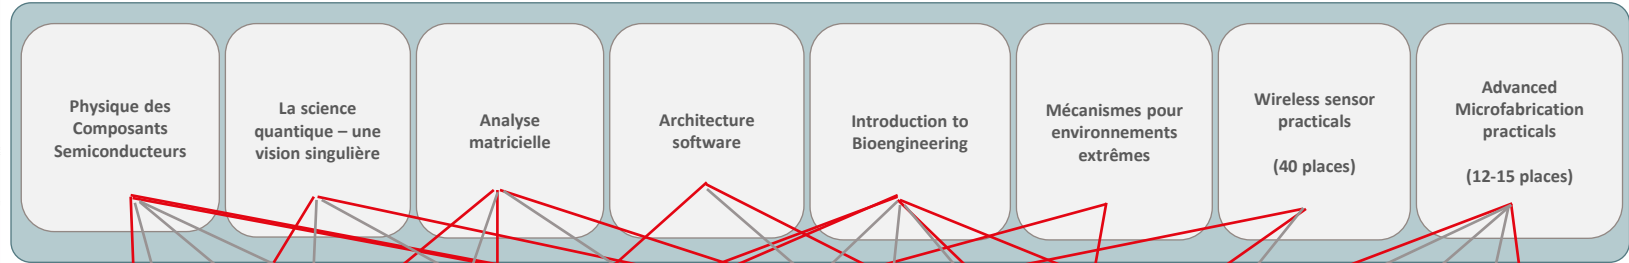 Physique des
Composants
Semiconducteurs
La science
quantique – une
vision singulière
Analyse
matricielle
Architecture
software
Introduction to
Bioengineering
Mécanismes pour
environnements
extrêmes
Wireless sensor
practicals
(40 places)
Advanced
Microfabrication
practicals
(12-15 places)